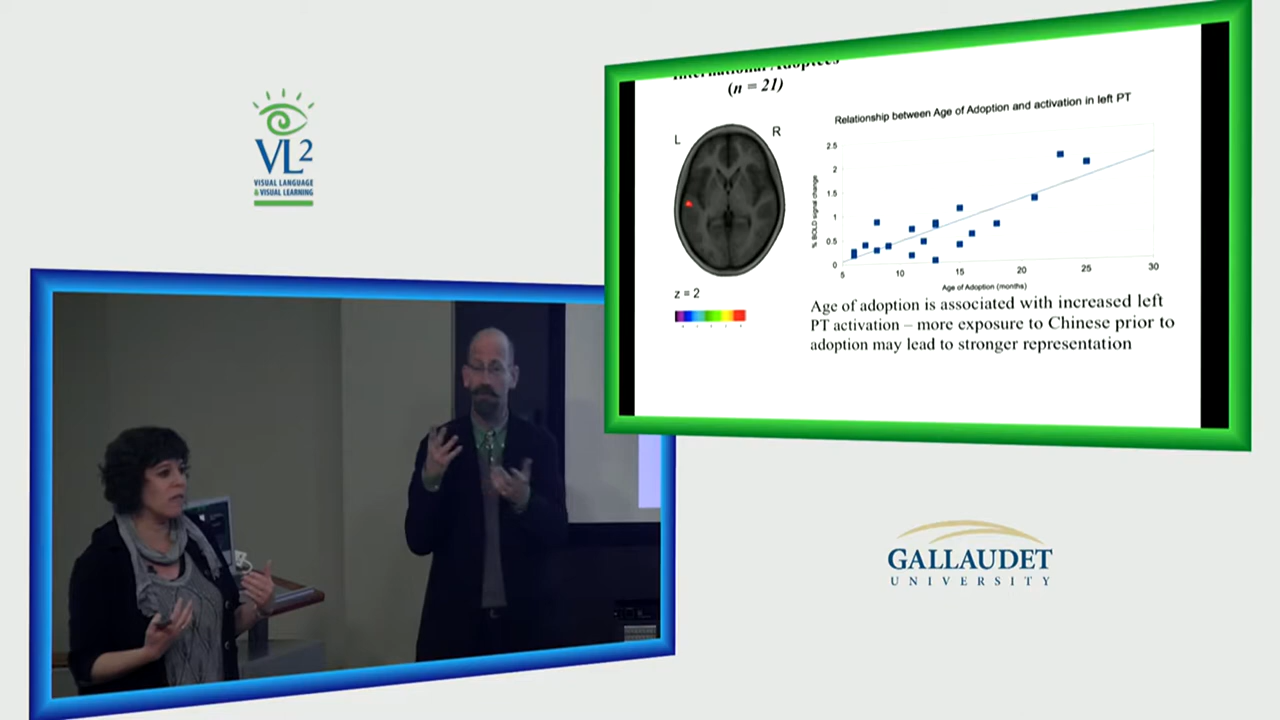 VL2
VISUAL LANGUAGE
& VISUAL LEARNING
International Adoptees
(n = 21)
L
R
z = 2
Relationship between Age of Adoption and activation in left PT
% BOLD signal change
2.5
2
1.5
1
0.5
0
5
10
15
20
25
30
Age of Adoption (months)
Age of adoption is associated with increased left
PT activation – more exposure to Chinese prior to
adoption may lead to stronger representation
GALLAUDET
UNIVERSITY